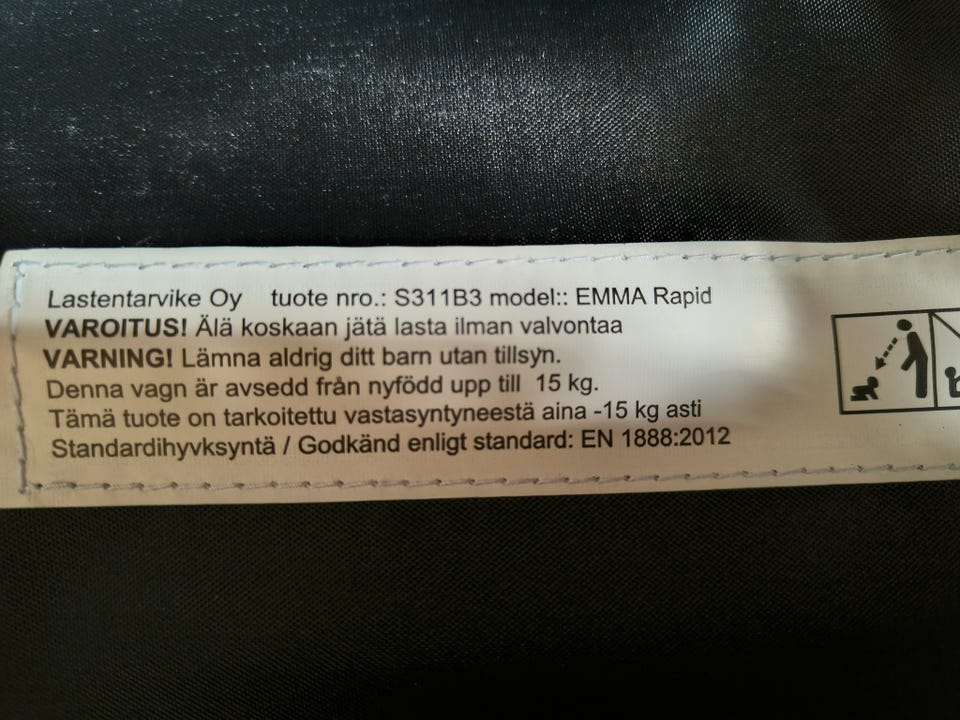 Lastentarvike Oy tuote nro.: S311B3 model:: EMMA Rapid
VAROITUS! Älä koskaan jätä lasta ilman valvontaa
VARNING! Lämna aldrig ditt barn utan tillsyn.
Denna vagn är avsedd från nyfödd upp till 15 kg.
Tämä tuote on tarkoitettu vastasyntyneestä aina -15 kg asti
Standardihyvksyntä / Godkänd enligt standard: EN 1888:2012